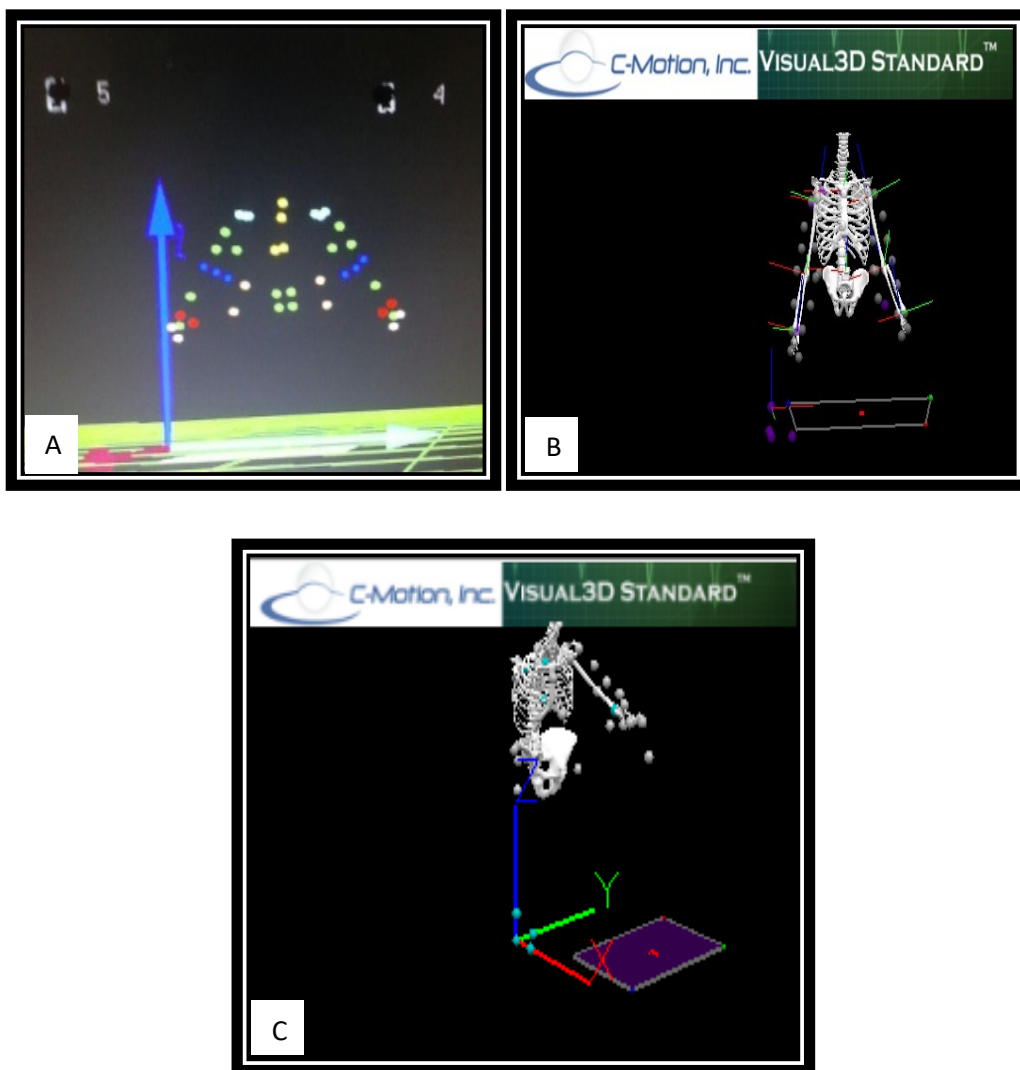 5 4
A
C-Motion, Inc. VISUAL3D STANDARD™
B
C-Motion, Inc. VISUAL3D STANDARD™
Z
Y
X
C